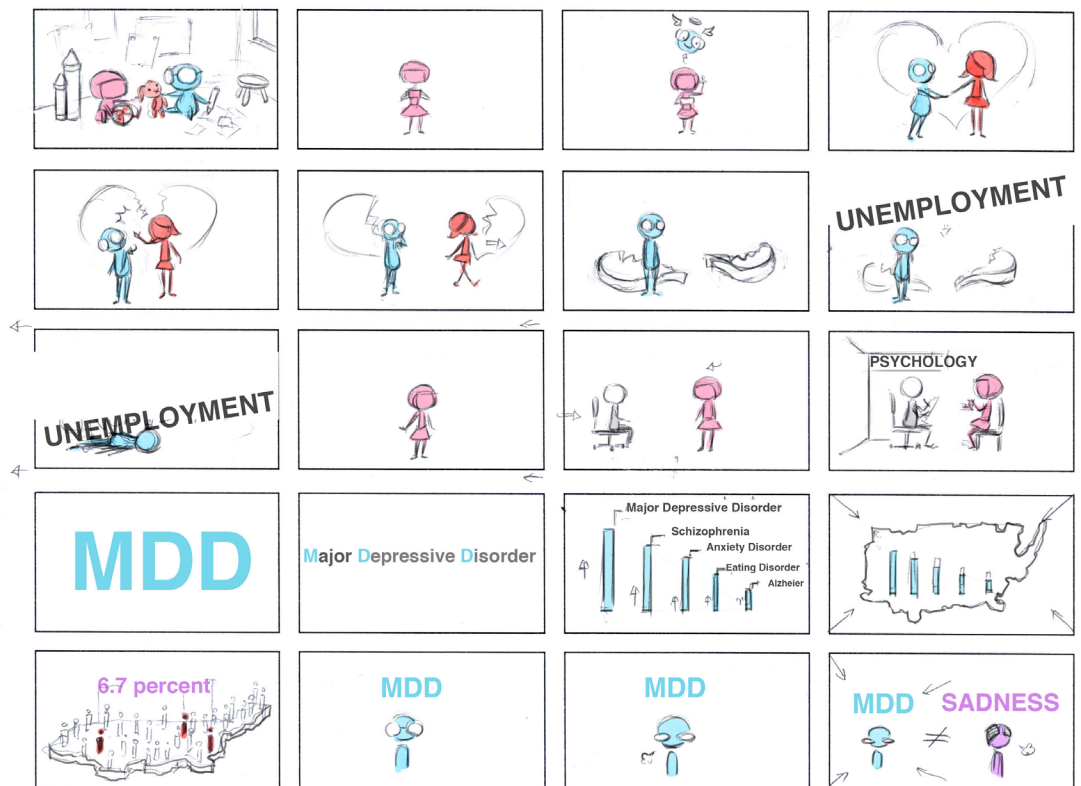 UNEMPLOYMENT
UNEMPLOYMENT
PSYCHOLOGY
MDD
Major Depressive Disorder
Major Depressive Disorder
Schizophrenia
Anxiety Disorder
Eating Disorder
Alzheier
6.7 percent
MDD
MDD
MDD
≠
SADNESS